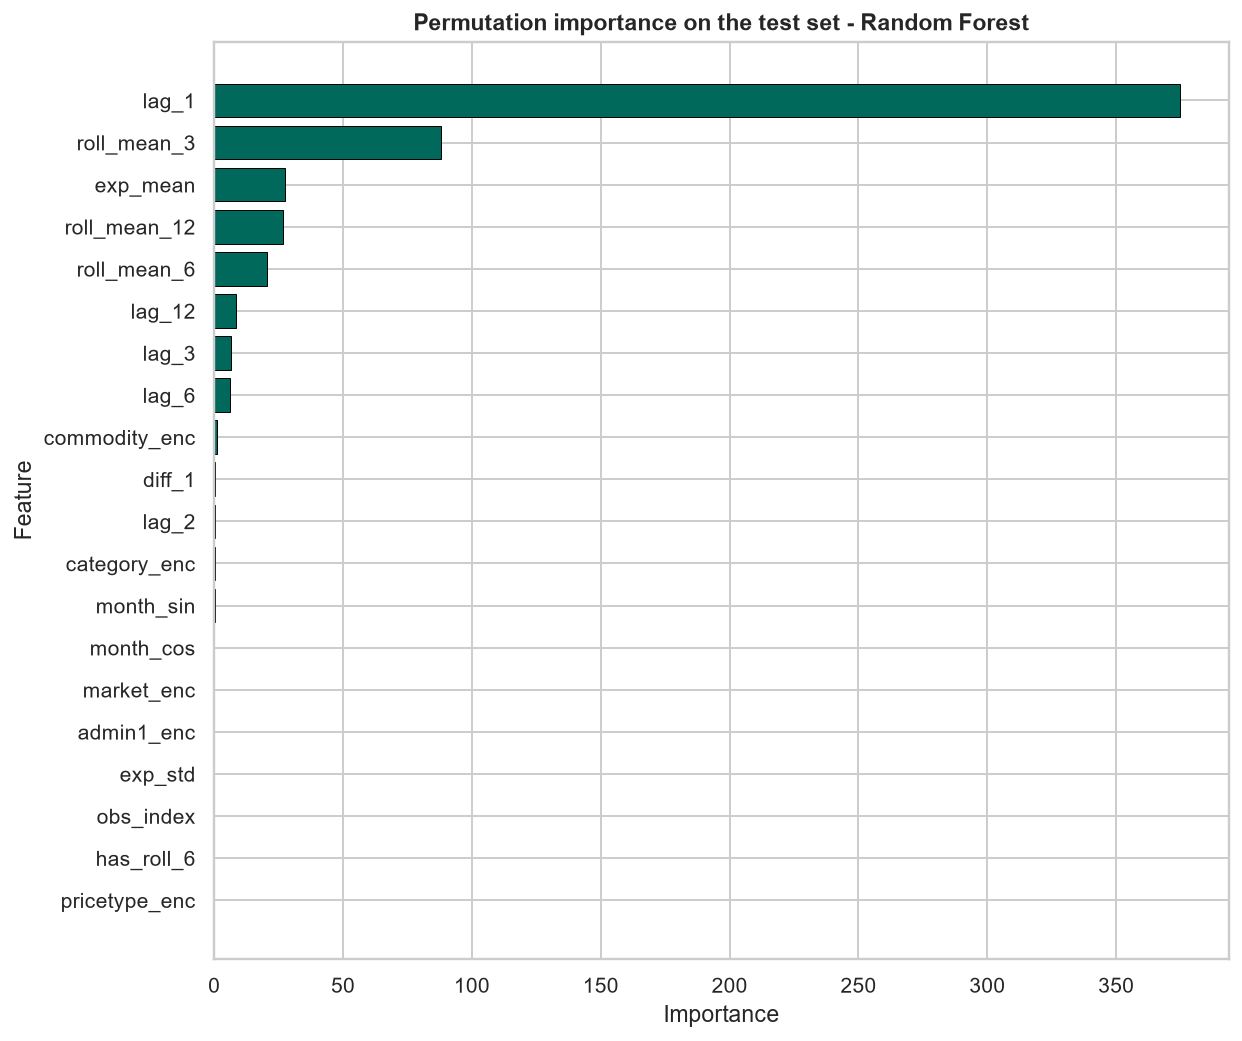 Permutation importance on the test set - Random Forest
lag_1
roll_mean_3
exp_mean
roll_mean_12
roll_mean_6
lag_12
lag_3
lag_6
commodity_enc
diff_1
lag_2
category_enc
month_sin
month_cos
market_enc
admin1_enc
exp_std
obs_index
has_roll_6
pricetype_enc
Feature
0 50 100 150 200 250 300 350
Importance